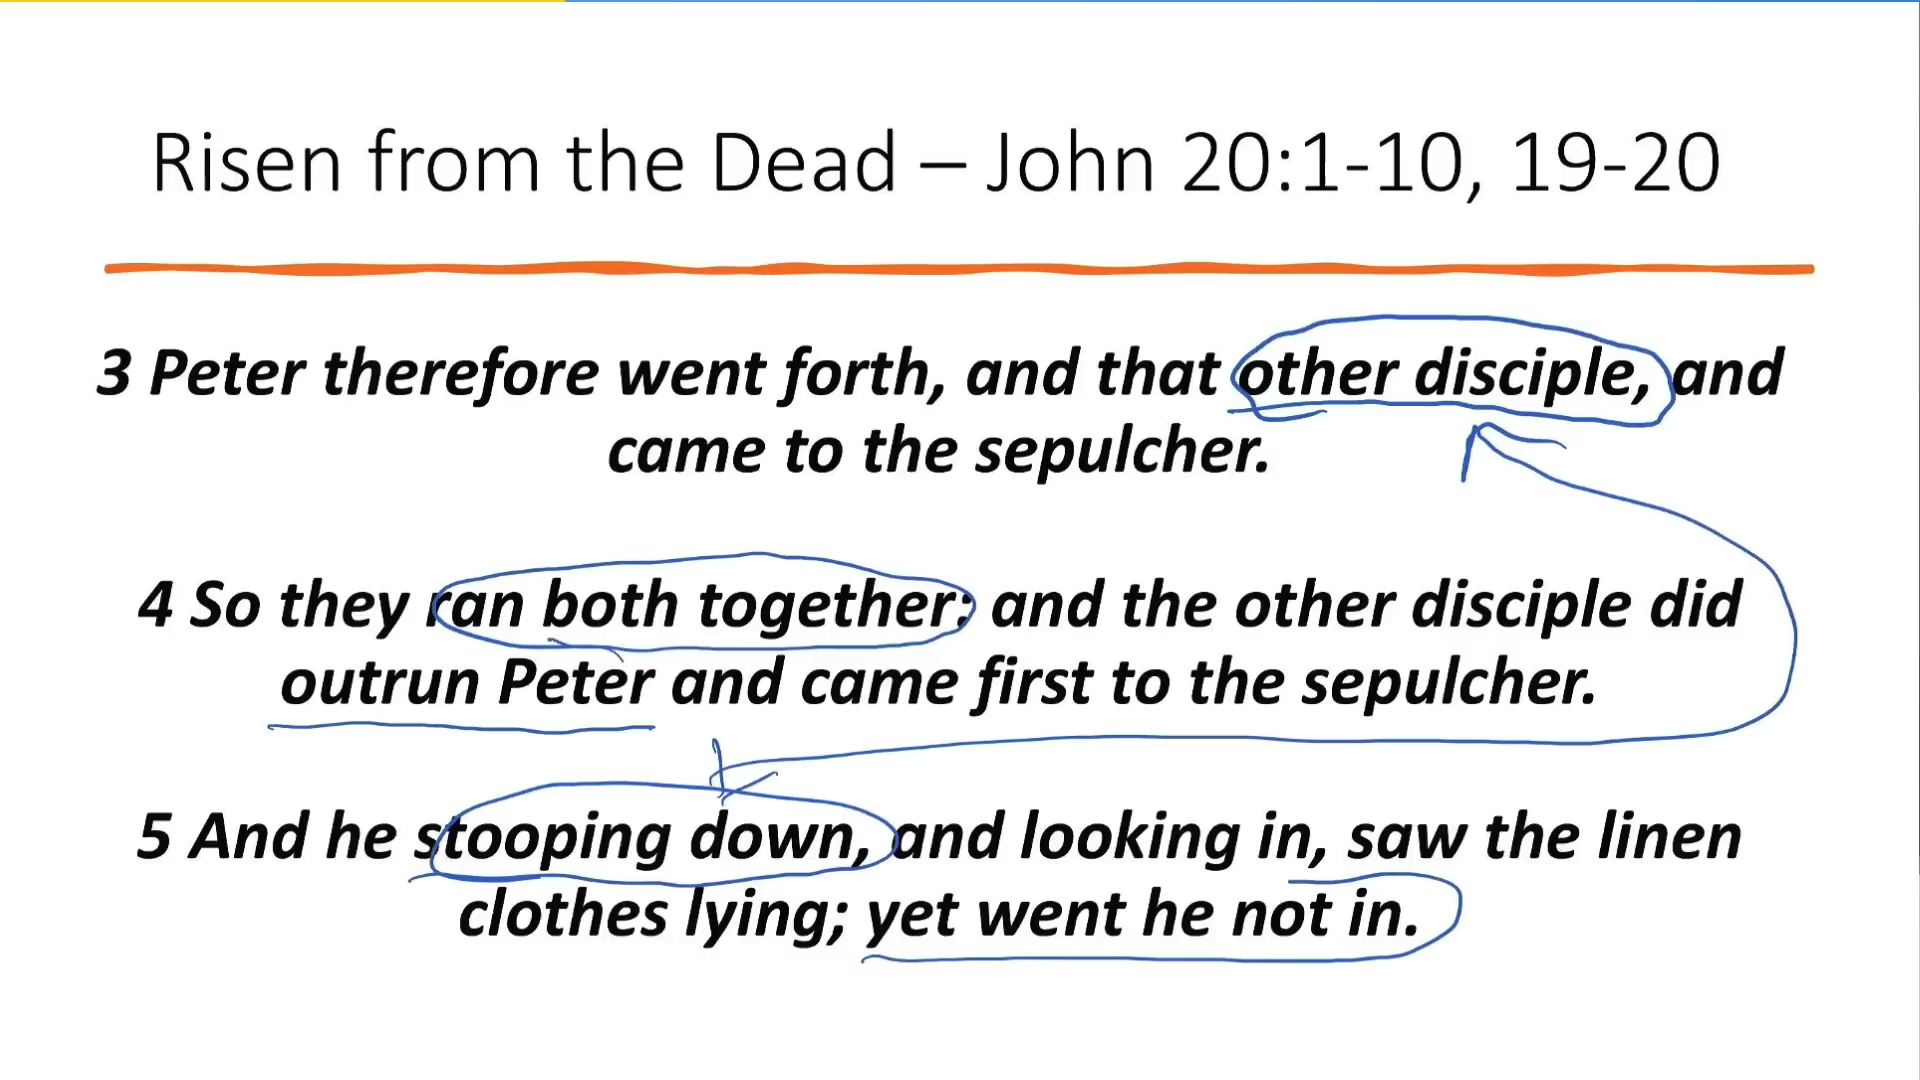 Risen from the Dead – John 20:1-10, 19-20
3 Peter therefore went forth, and that other disciple, and
came to the sepulcher.
4 So they ran both together: and the other disciple did
outrun Peter and came first to the sepulcher.
5 And he stooping down, and looking in, saw the linen
clothes lying; yet went he not in.